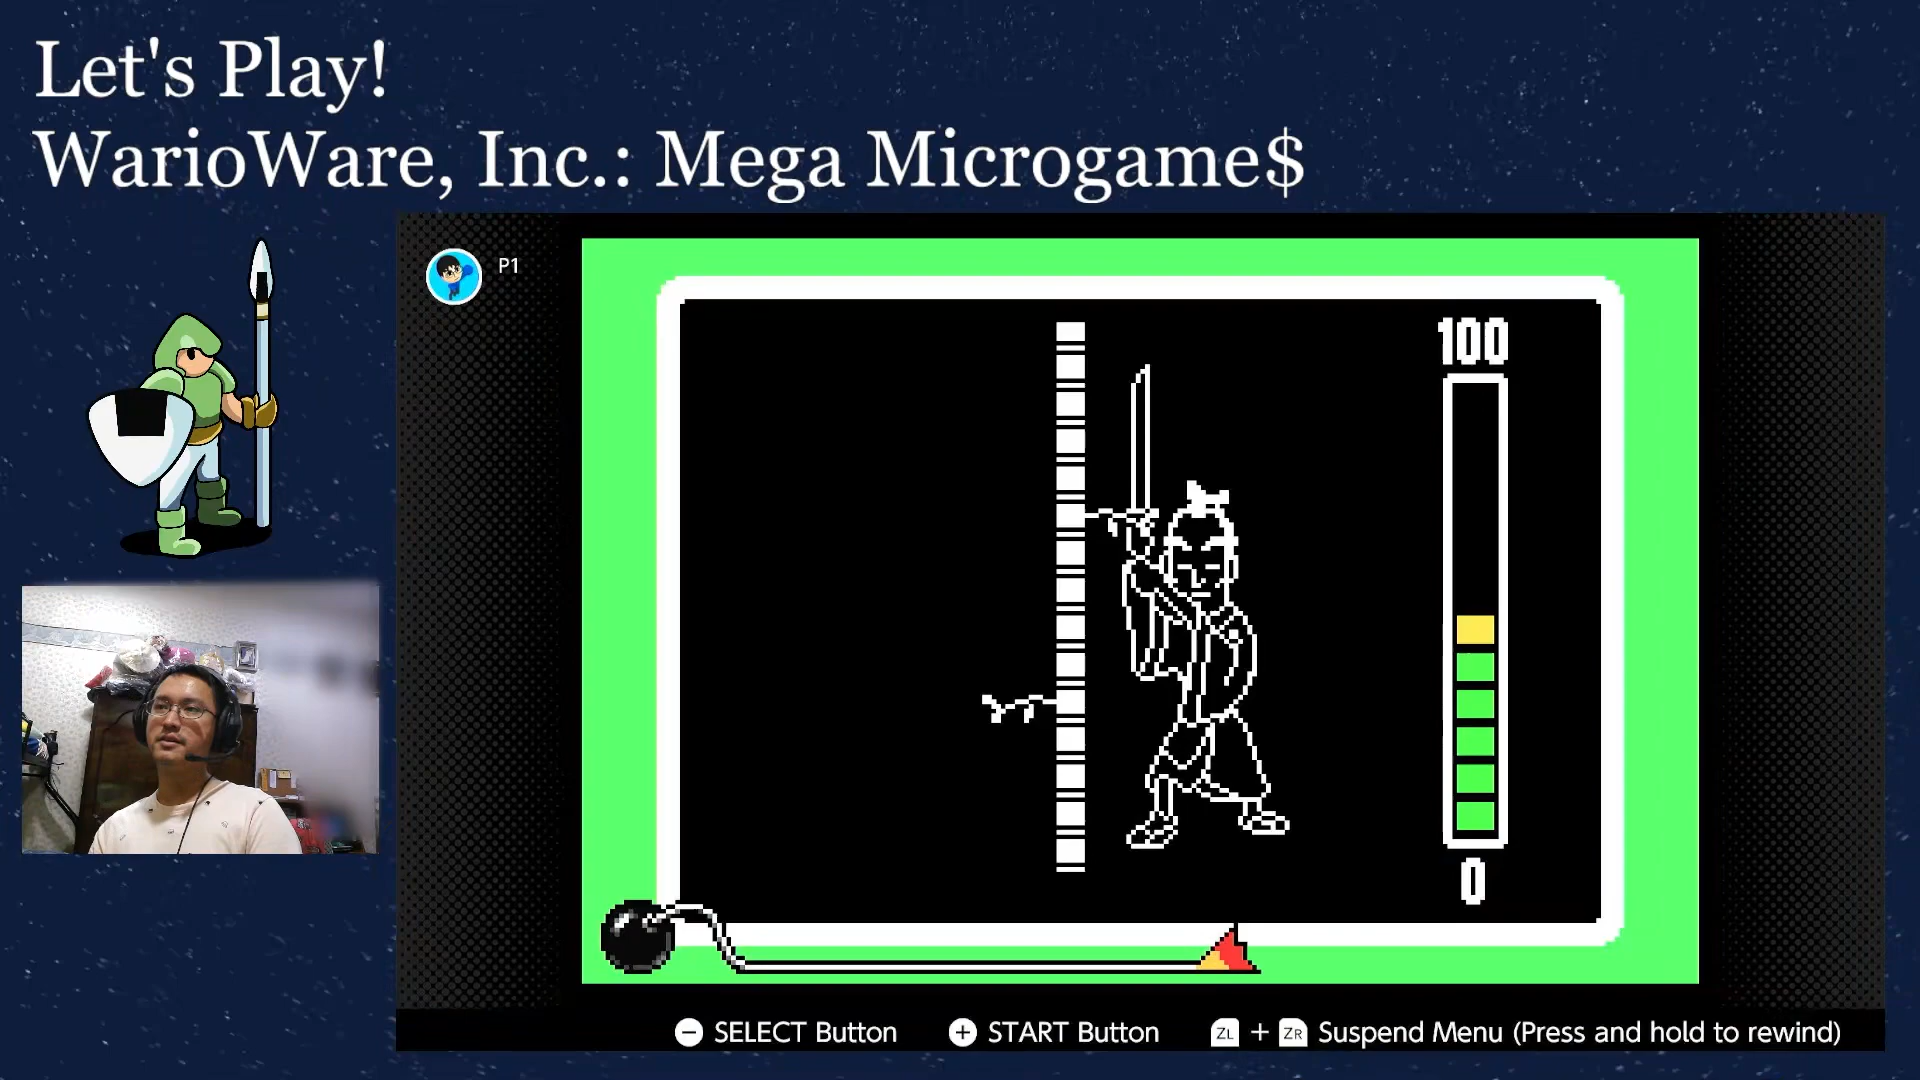 Let's Play!
WarioWare, Inc.: Mega Microgame$
P1
100
0
SELECT Button
START Button
ZL + ZR Suspend Menu (Press and hold to rewind)